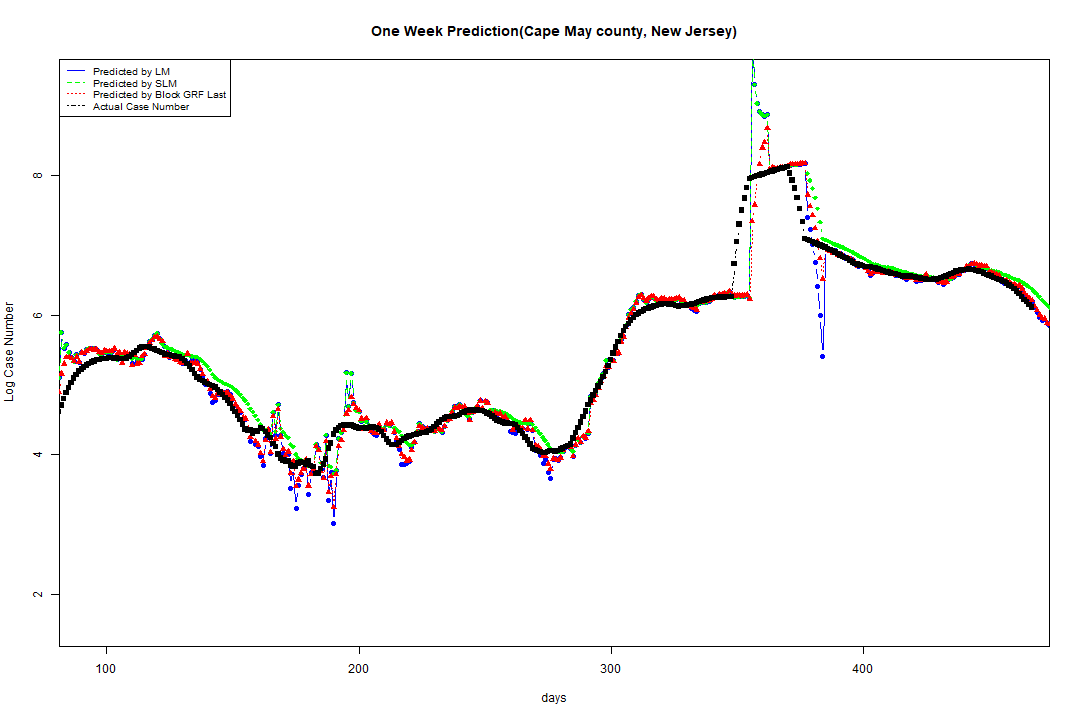 One Week Prediction(Cape May county, New Jersey)
Predicted by LM
Predicted by SLM
Predicted by Block GRF Last
Actual Case Number
Log Case Number
8
6
4
2
100 200 300 400
days